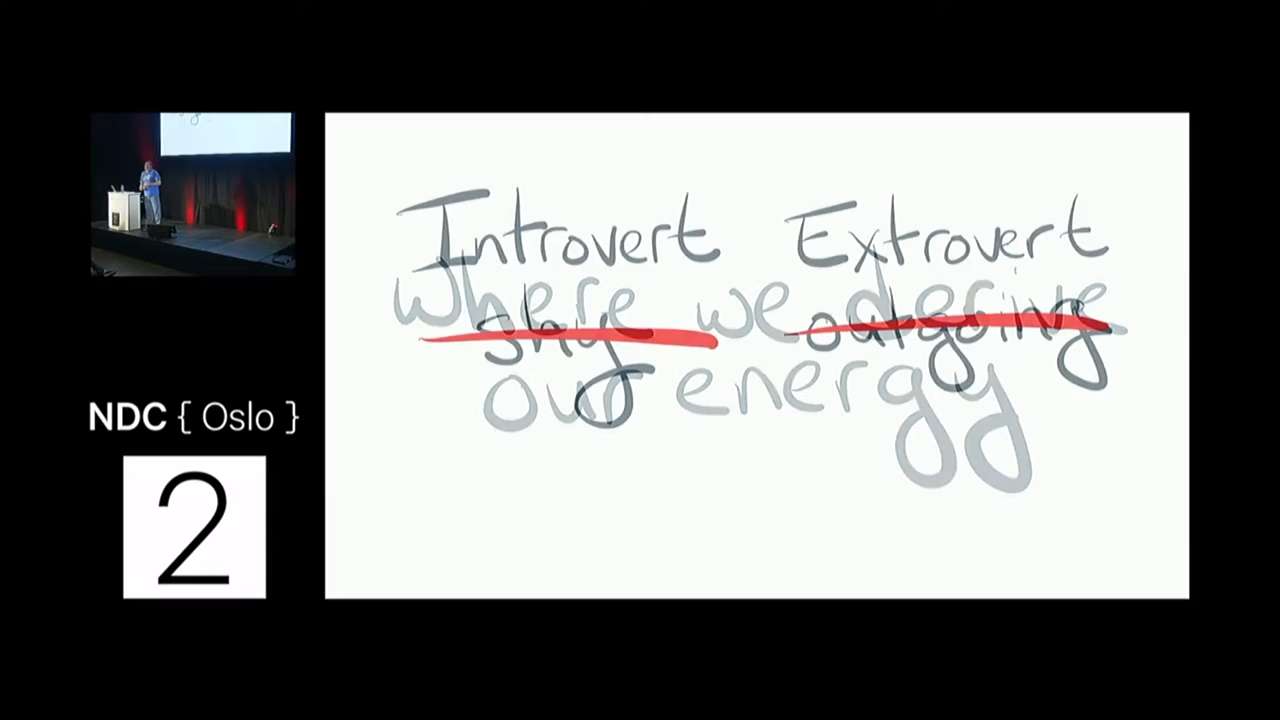 Introvert Extrovert
Where we derive
shy outgoing
our energy
NDC { Oslo }
2